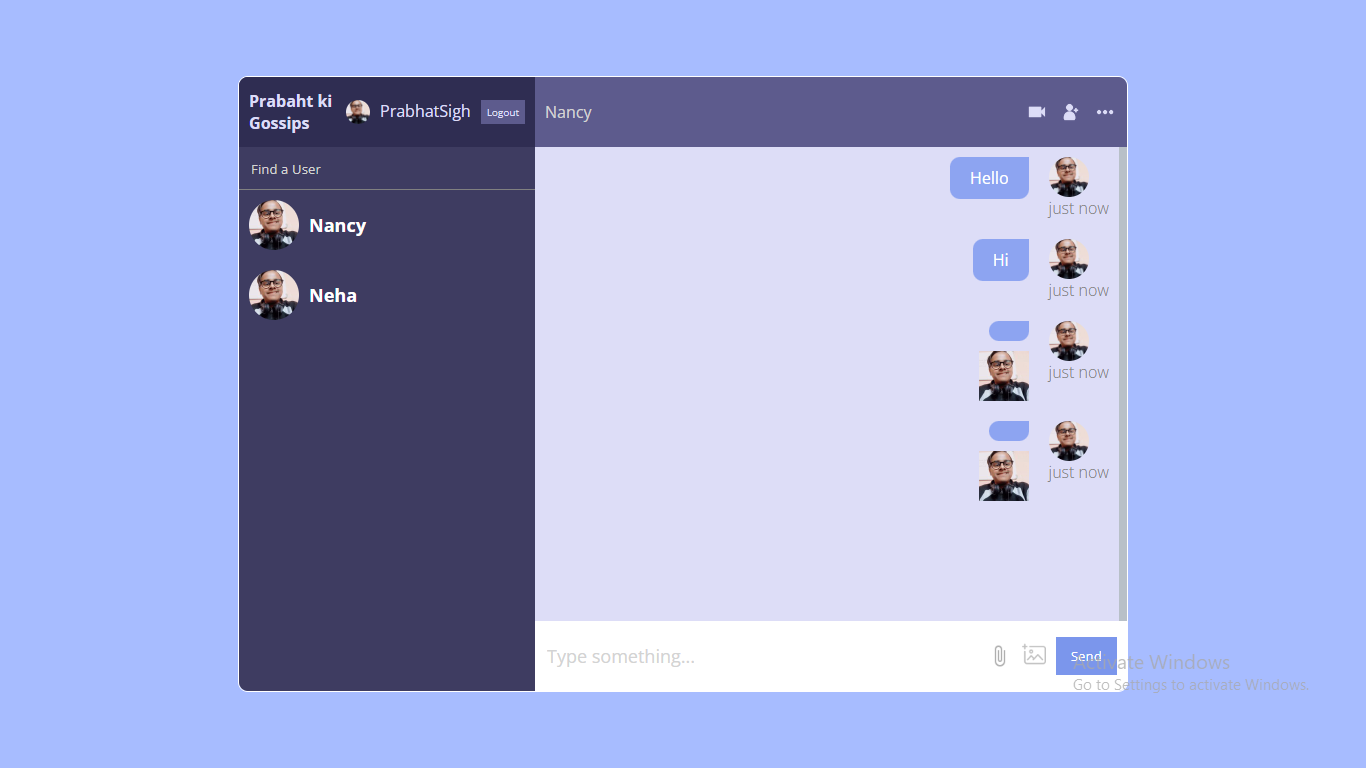 Prabaht ki
Gossips
PrabhatSigh
Logout
Nancy
Find a User
Nancy
Neha
Hello
just now
Hi
just now
just now
just now
Type something...
Send
Activate Windows
Go to Settings to activate Windows.